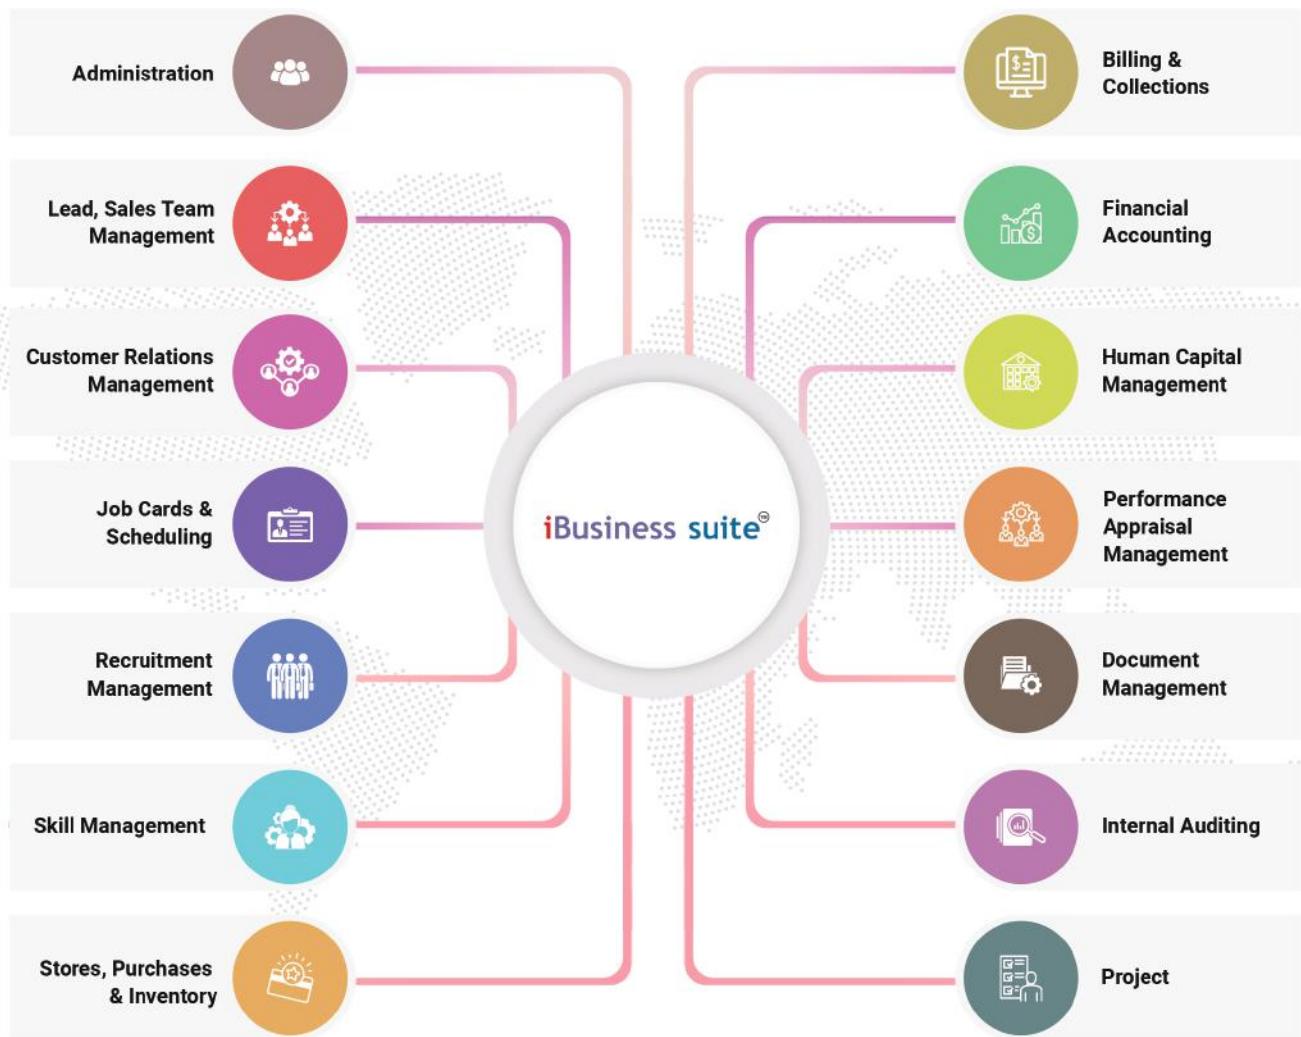 Administration
Lead, Sales Team
Management
Customer Relations
Management
Job Cards &
Scheduling
Recruitment
Management
Skill Management
Stores, Purchases
& Inventory
iBusiness suite™
Billing &
Collections
Financial
Accounting
Human Capital
Management
Performance
Appraisal
Management
Document
Management
Internal Auditing
Project